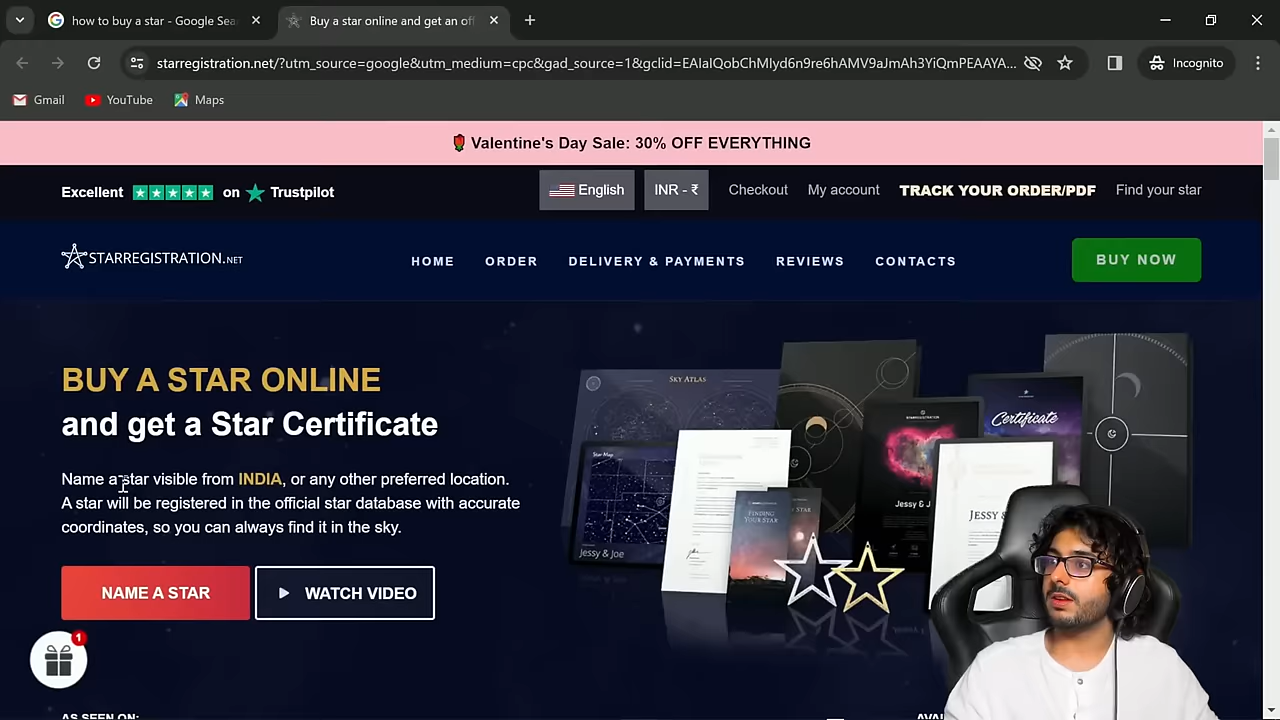 how to buy a star - Google Sea
Buy a star online and get an off
starregistration.net/?utm_source=google&utm_medium=cpc&gad_source=1&gclid=EAIaIQobChMIyd6n9re6hAMV9aJmAh3YiQmPEAAYA...
Incognito
Gmail
YouTube
Maps
Valentine's Day Sale: 30% OFF EVERYTHING
Excellent on Trustpilot
English
INR - ₹
Checkout
My account
TRACK YOUR ORDER/PDF
Find your star
STARREGISTRATION.NET
HOME
ORDER
DELIVERY & PAYMENTS
REVIEWS
CONTACTS
BUY NOW
BUY A STAR ONLINE
and get a Star Certificate
Name a star visible from INDIA, or any other preferred location.
A star will be registered in the official star database with accurate
coordinates, so you can always find it in the sky.
NAME A STAR
WATCH VIDEO
1
SKY ATLAS
Star Map
Jessy & Joe
FINDING
YOUR STAR
Certificate
Jessy & J
JESSY &
AS SEEN ON: